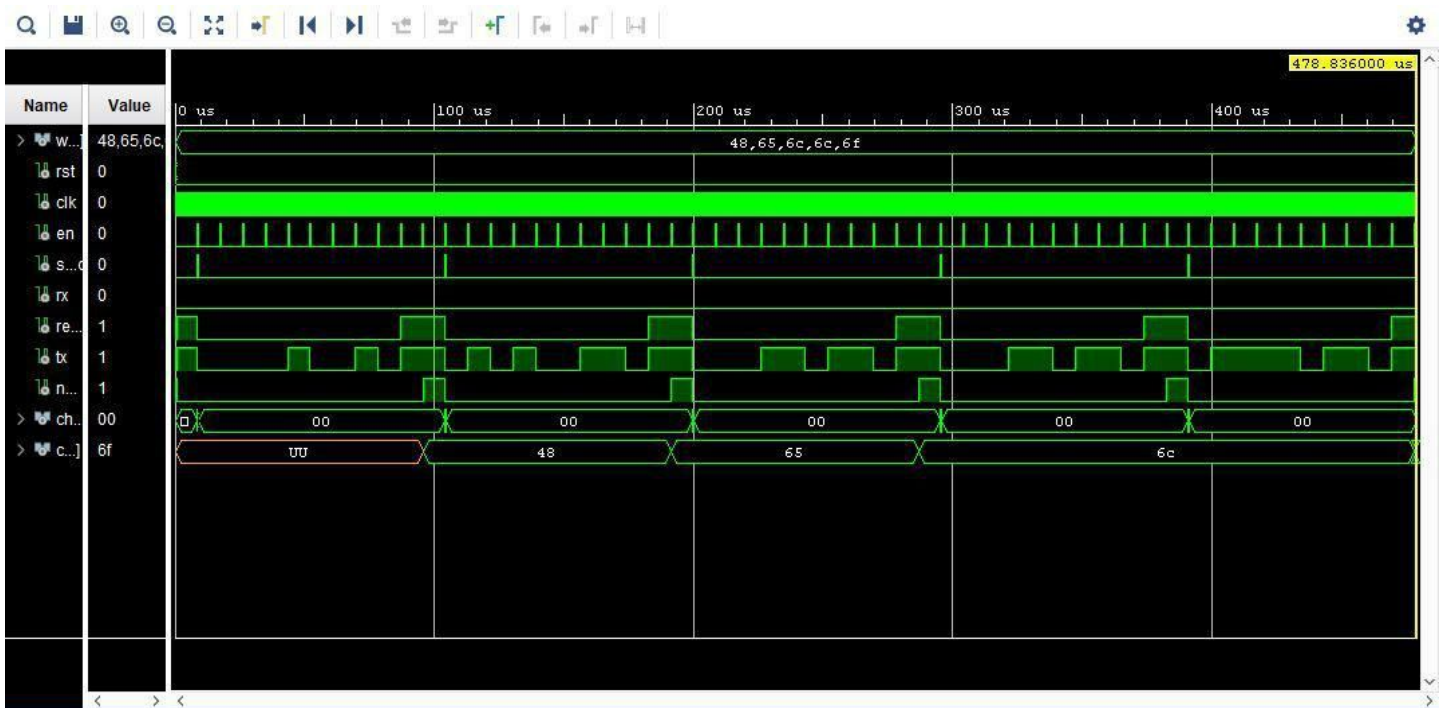 478.836000 us
Name Value
0 us 100 us 200 us 300 us 400 us
w...] 48,65,6c, 48,65,6c,6c,6f
rst 0
clk 0
en 0
s...d 0
rx 0
re... 1
tx 1
n... 1
ch.. 00 00 00 00 00 00
c...] 6f UU 48 65 6c